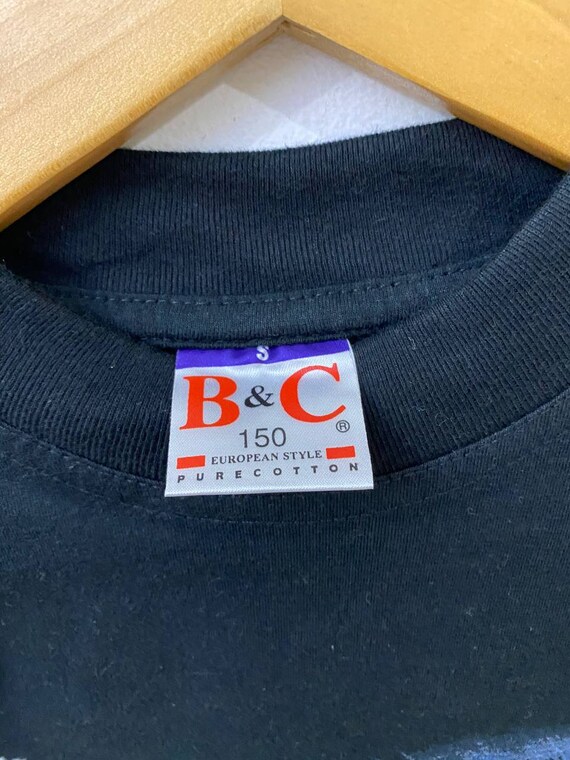 S
B & C
150 ®
EUROPEAN STYLE
PURECOTTON